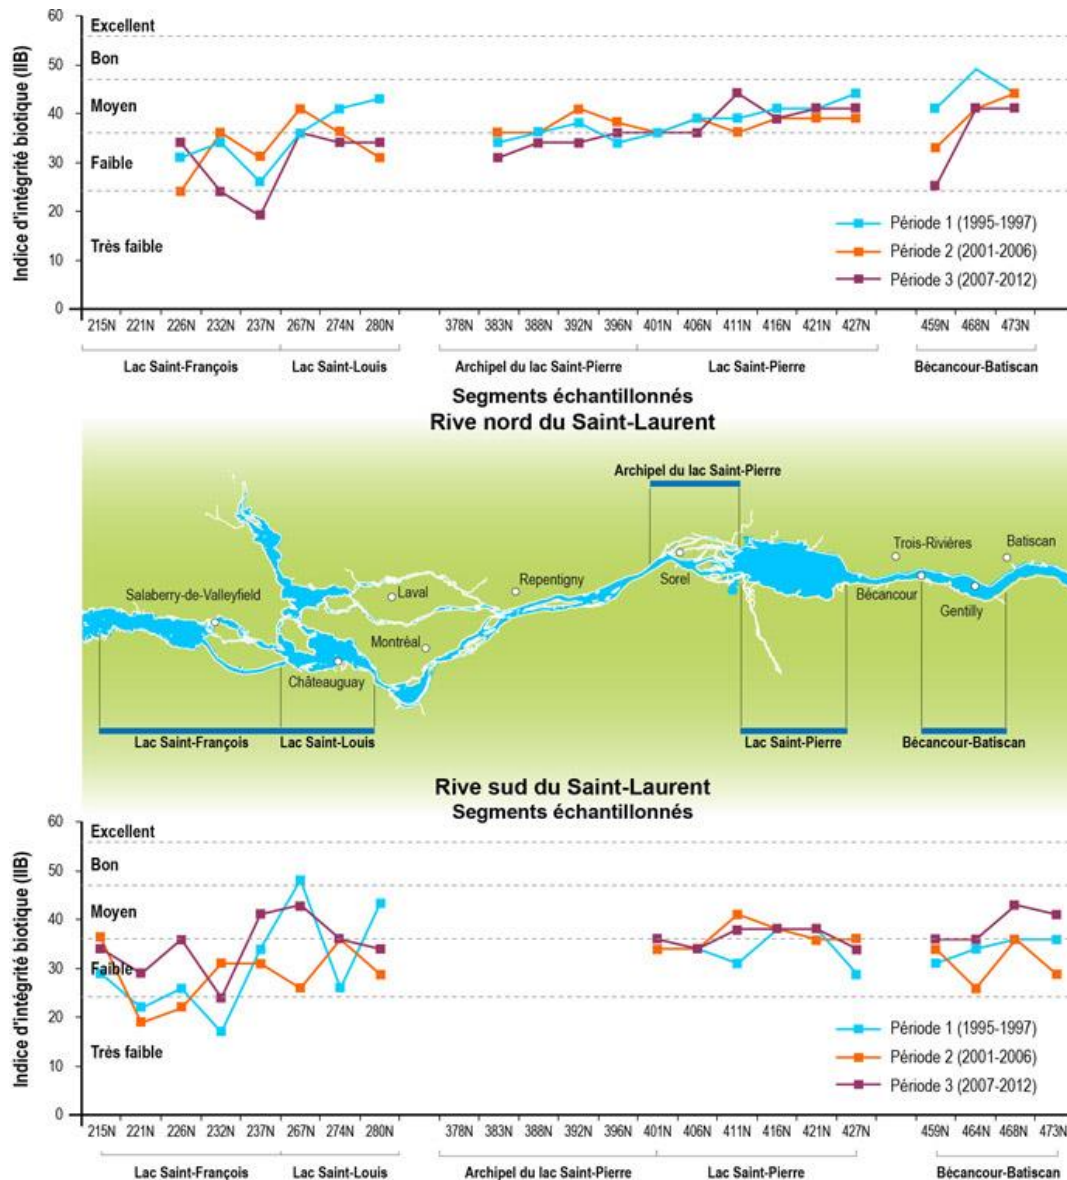 Indice d'intégrité biotique (IIB)
60
50
40
30
20
10
0
Excellent
Bon
Moyen
Faible
Très faible
Période 1 (1995-1997)
Période 2 (2001-2006)
Période 3 (2007-2012)
215N 221N 226N 232N 237N 267N 274N 280N 378N 383N 388N 392N 396N 401N 406N 411N 416N 421N 427N 459N 468N 473N
Lac Saint-François Lac Saint-Louis Archipel du lac Saint-Pierre Lac Saint-Pierre Bécancour-Batiscan
Segments échantillonnés
Rive nord du Saint-Laurent
Archipel du lac Saint-Pierre
Trois-Rivières
Batiscan
Salaberry-de-Valleyfield
Laval
Repentigny
Sorel
Bécancour
Gentilly
Montréal
Châteauguay
Lac Saint-François Lac Saint-Louis Lac Saint-Pierre Bécancour-Batiscan
Rive sud du Saint-Laurent
Segments échantillonnés
Indice d'intégrité biotique (IIB)
60
50
40
30
20
10
0
Excellent
Bon
Moyen
Faible
Très faible
Période 1 (1995-1997)
Période 2 (2001-2006)
Période 3 (2007-2012)
215N 221N 226N 232N 237N 267N 274N 280N 378N 383N 388N 392N 396N 401N 406N 411N 416N 421N 427N 459N 464N 468N 473N
Lac Saint-François Lac Saint-Louis Archipel du lac Saint-Pierre Lac Saint-Pierre Bécancour-Batiscan